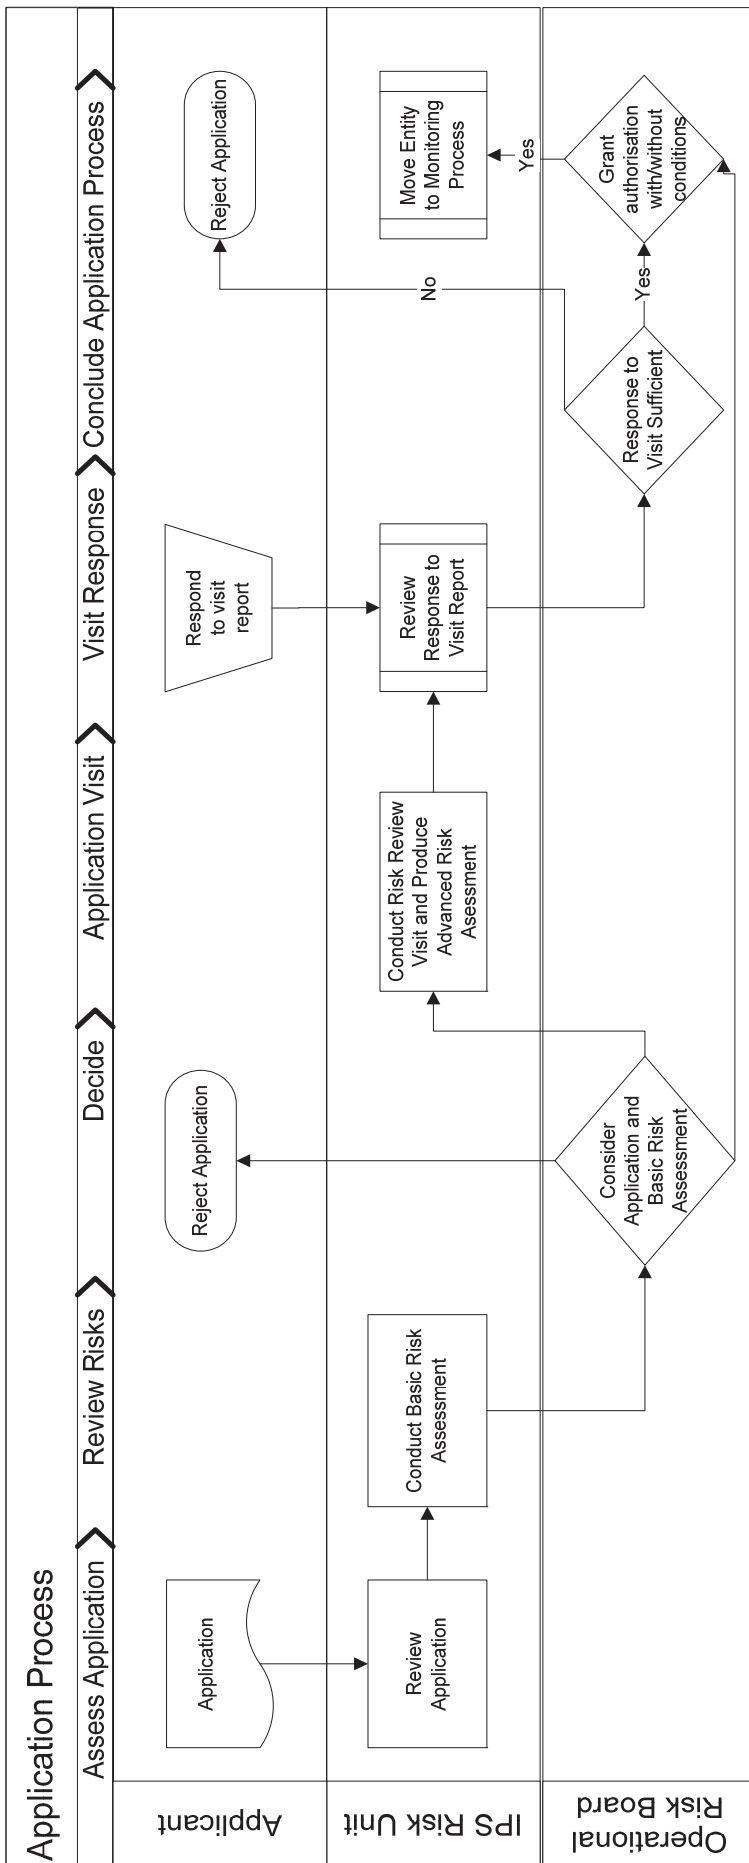 Application Process
Assess Application
Review Risks
Decide
Application Visit
Visit Response
Conclude Application Process
Applicant
Application
Reject Application
Respond
to visit
report
Reject Application
IPS Risk Unit
Review
Application
Conduct Basic Risk
Assessment
Conduct Risk Review
Visit and Produce
Advanced Risk
Asessment
Review
Response to
Visit Report
No
Move Entity
to Monitoring
Process
Yes
Operational
Risk Board
Consider
Application and
Basic Risk
Assessment
Response to
Visit Sufficient
Yes
Grant
authorisation
with/without
conditions